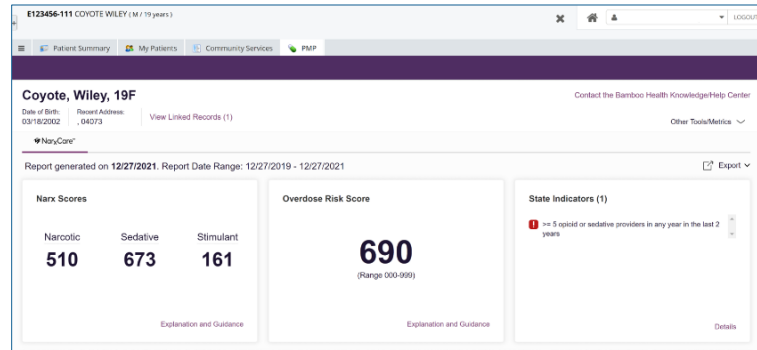 E123456-111 COYOTE WILEY ( M / 19 years )
LOGOUT
Patient Summary My Patients Community Services PMP
Coyote, Wiley, 19F
Contact the Bamboo Health Knowledge/Help Center
Date of Birth: Recent Address:
03/18/2002 , 04073 View Linked Records (1)
Other Tools/Metrics
NarxCare
Report generated on 12/27/2021. Report Date Range: 12/27/2019 - 12/27/2021
Export
Narx Scores
Narcotic Sedative Stimulant
510 673 161
Explanation and Guidance
Overdose Risk Score
690
(Range 000-999)
Explanation and Guidance
State Indicators (1)
>= 5 opioid or sedative providers in any year in the last 2
years
Details